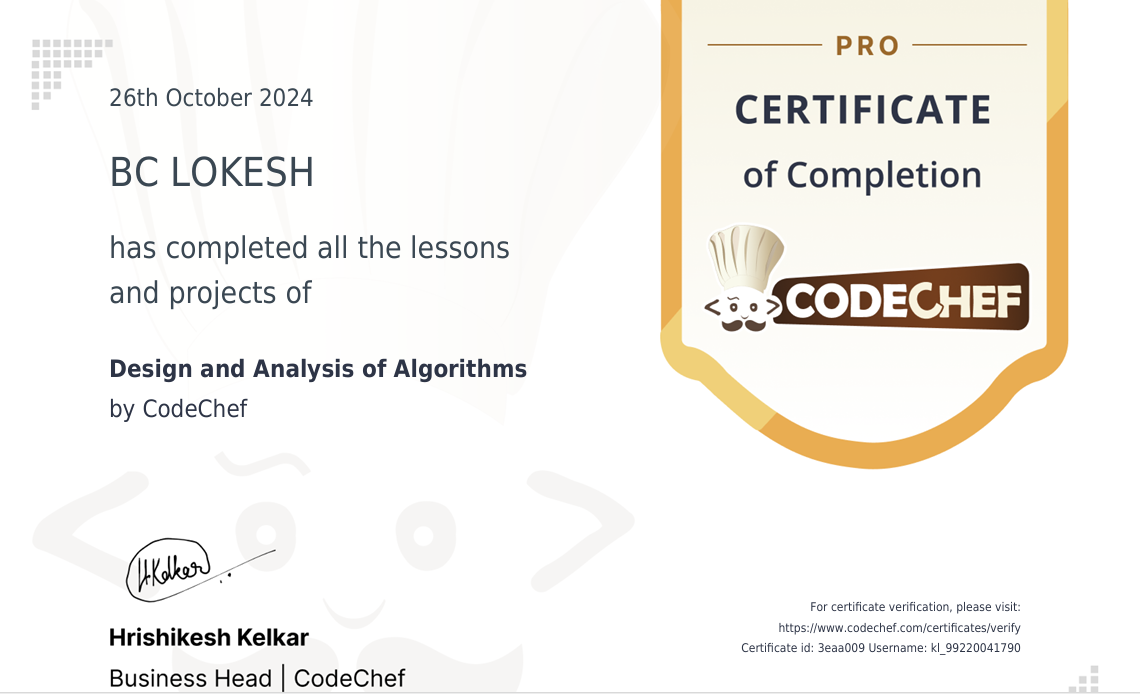 26th October 2024
BC LOKESH
has completed all the lessons
and projects of
Design and Analysis of Algorithms
by CodeChef
H.Kelkar
Hrishikesh Kelkar
Business Head | CodeChef
PRO
CERTIFICATE
of Completion
CODECHEF
For certificate verification, please visit:
https://www.codechef.com/certificates/verify
Certificate id: 3eaa009 Username: kl_99220041790